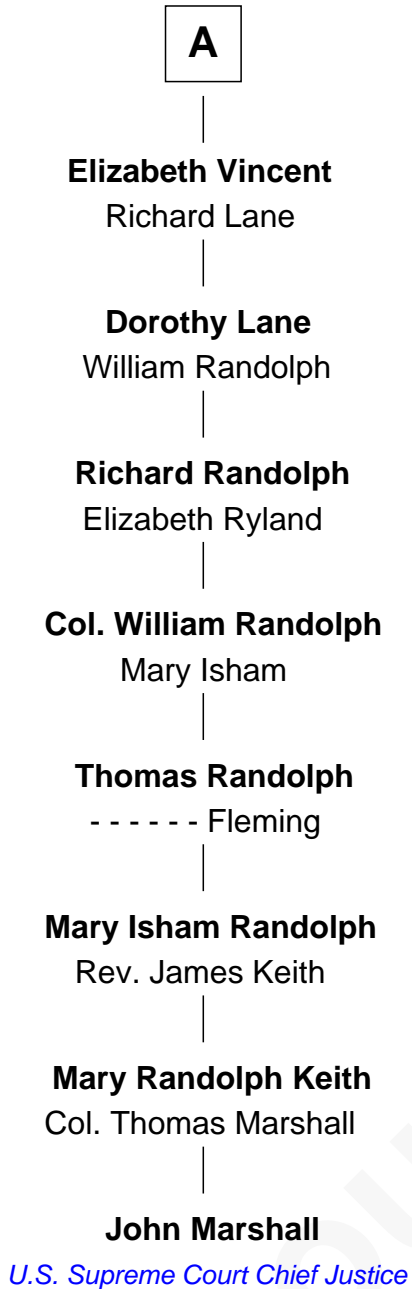 A
Elizabeth Vincent
Richard Lane
Dorothy Lane
William Randolph
Richard Randolph
Elizabeth Ryland
Col. William Randolph
Mary Isham
Thomas Randolph
- - - - - - Fleming
Mary Isham Randolph
Rev. James Keith
Mary Randolph Keith
Col. Thomas Marshall
John Marshall
U.S. Supreme Court Chief Justice